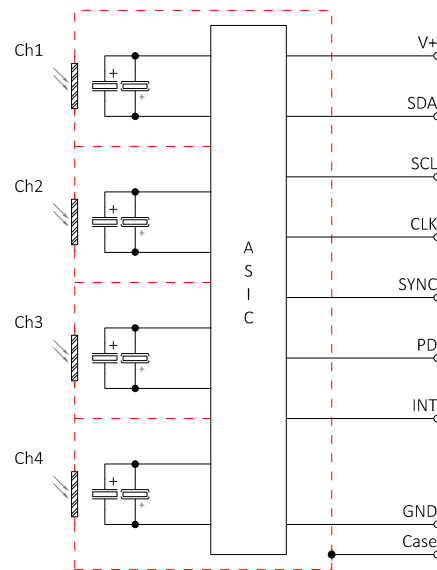 Ch1
+
+
V+
SDA
Ch2
+
+
SCL
CLK
A
S
I
C
SYNC
Ch3
+
+
PD
INT
Ch4
+
+
GND
Case